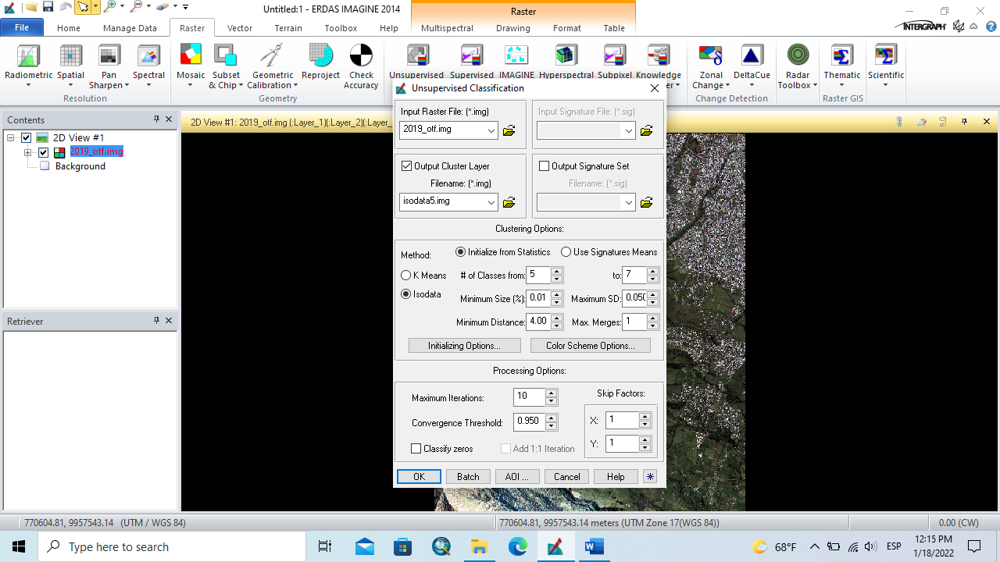 Untitled:1 - ERDAS IMAGINE 2014
Raster
File
Home
Manage Data
Raster
Vector
Terrain
Toolbox
Help
Multispectral
Drawing
Format
Table
INTERGRAPH
Radiometric
Spatial
Pan Sharpen
Spectral
Mosaic
Subset & Chip
Geometric Calibration
Reproject
Check Accuracy
Unsupervised
Supervised
IMAGINE
Hyperspectral
Subpixel
Knowledge
Zonal Change
DeltaCue
Radar Toolbox
Thematic
Scientific
Resolution
Geometry
Change Detection
Raster GIS
Contents
2D View #1
2019_otf.img
Background
Retriever
2D View #1: 2019_otf.img (:Layer_1)(:Layer_2)(:Layer_
Unsupervised Classification
Input Raster File: (*.img)
2019_otf.img
Input Signature File: (*.sig)
Output Cluster Layer
Filename: (*.img)
isodata5.img
Output Signature Set
Filename: (*.sig)
Clustering Options:
Method:
Initialize from Statistics
Use Signatures Means
K Means
# of Classes from:
5
to:
7
Isodata
Minimum Size (%):
0.01
Maximum SD:
0.050
Minimum Distance:
4.00
Max. Merges:
1
Initializing Options...
Color Scheme Options...
Processing Options:
Maximum Iterations:
10
Skip Factors:
Convergence Threshold:
0.950
X:
1
Y:
1
Classify zeros
Add 1:1 Iteration
OK
Batch
AOI ...
Cancel
Help
770604.81, 9957543.14 (UTM / WGS 84)
770604.81, 9957543.14 meters (UTM Zone 17(WGS 84))
0.00 (CW)
Type here to search
68°F
ESP
12:15 PM
1/18/2022